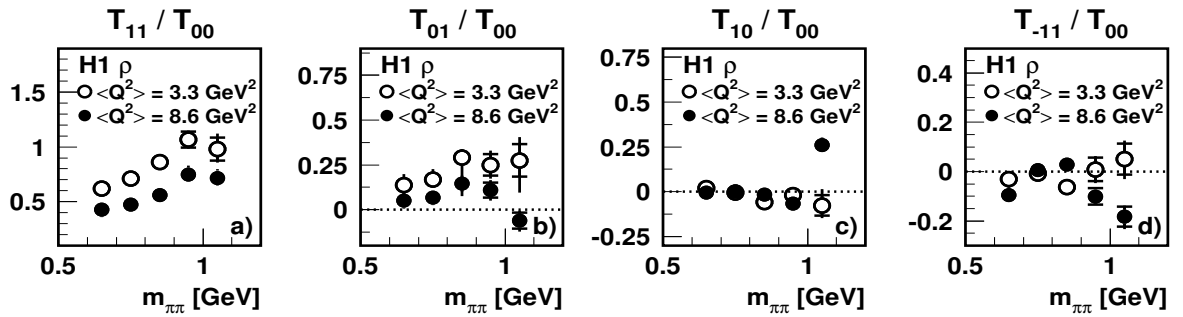 T₁₁ / T₀₀
H1 ρ
<Q²> = 3.3 GeV²
<Q²> = 8.6 GeV²
1.5
1
0.5
a)
0.5 1
m_ππ [GeV]
T₀₁ / T₀₀
H1 ρ
<Q²> = 3.3 GeV²
<Q²> = 8.6 GeV²
0.75
0.5
0.25
0
b)
0.5 1
m_ππ [GeV]
T₁₀ / T₀₀
H1 ρ
<Q²> = 3.3 GeV²
<Q²> = 8.6 GeV²
0.75
0.5
0.25
0
-0.25
c)
0.5 1
m_ππ [GeV]
T₋₁₁ / T₀₀
H1 ρ
<Q²> = 3.3 GeV²
<Q²> = 8.6 GeV²
0.4
0.2
0
-0.2
d)
0.5 1
m_ππ [GeV]